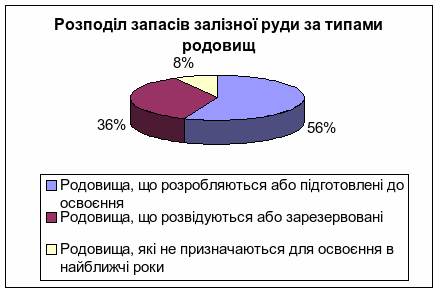 Розподіл запасів залізної руди за типами
родовищ
8%
36%
56%
Родовища, що розробляються або підготовлені до
освоєння
Родовища, що розвідуються або зарезервовані
Родовища, які не призначаються для освоєння в
найближчі роки